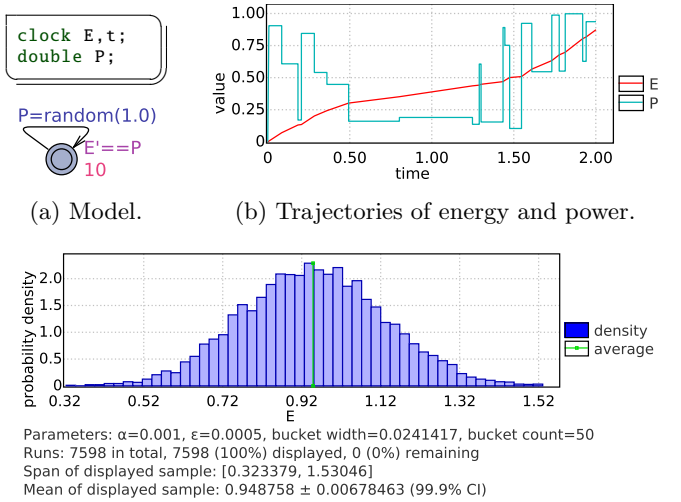 clock E,t;
double P;
P=random(1.0)
E'==P
10
(a) Model.
value
1.00
0.75
0.50
0.25
0
0
0.50
1.00
1.50
2.00
time
E
P
(b) Trajectories of energy and power.
probability density
2.0
1.5
1.0
0.5
0
0.32
0.52
0.72
0.92
1.12
1.32
1.52
E
density
average
Parameters: α=0.001, ε=0.0005, bucket width=0.0241417, bucket count=50
Runs: 7598 in total, 7598 (100%) displayed, 0 (0%) remaining
Span of displayed sample: [0.323379, 1.53046]
Mean of displayed sample: 0.948758 ± 0.00678463 (99.9% CI)